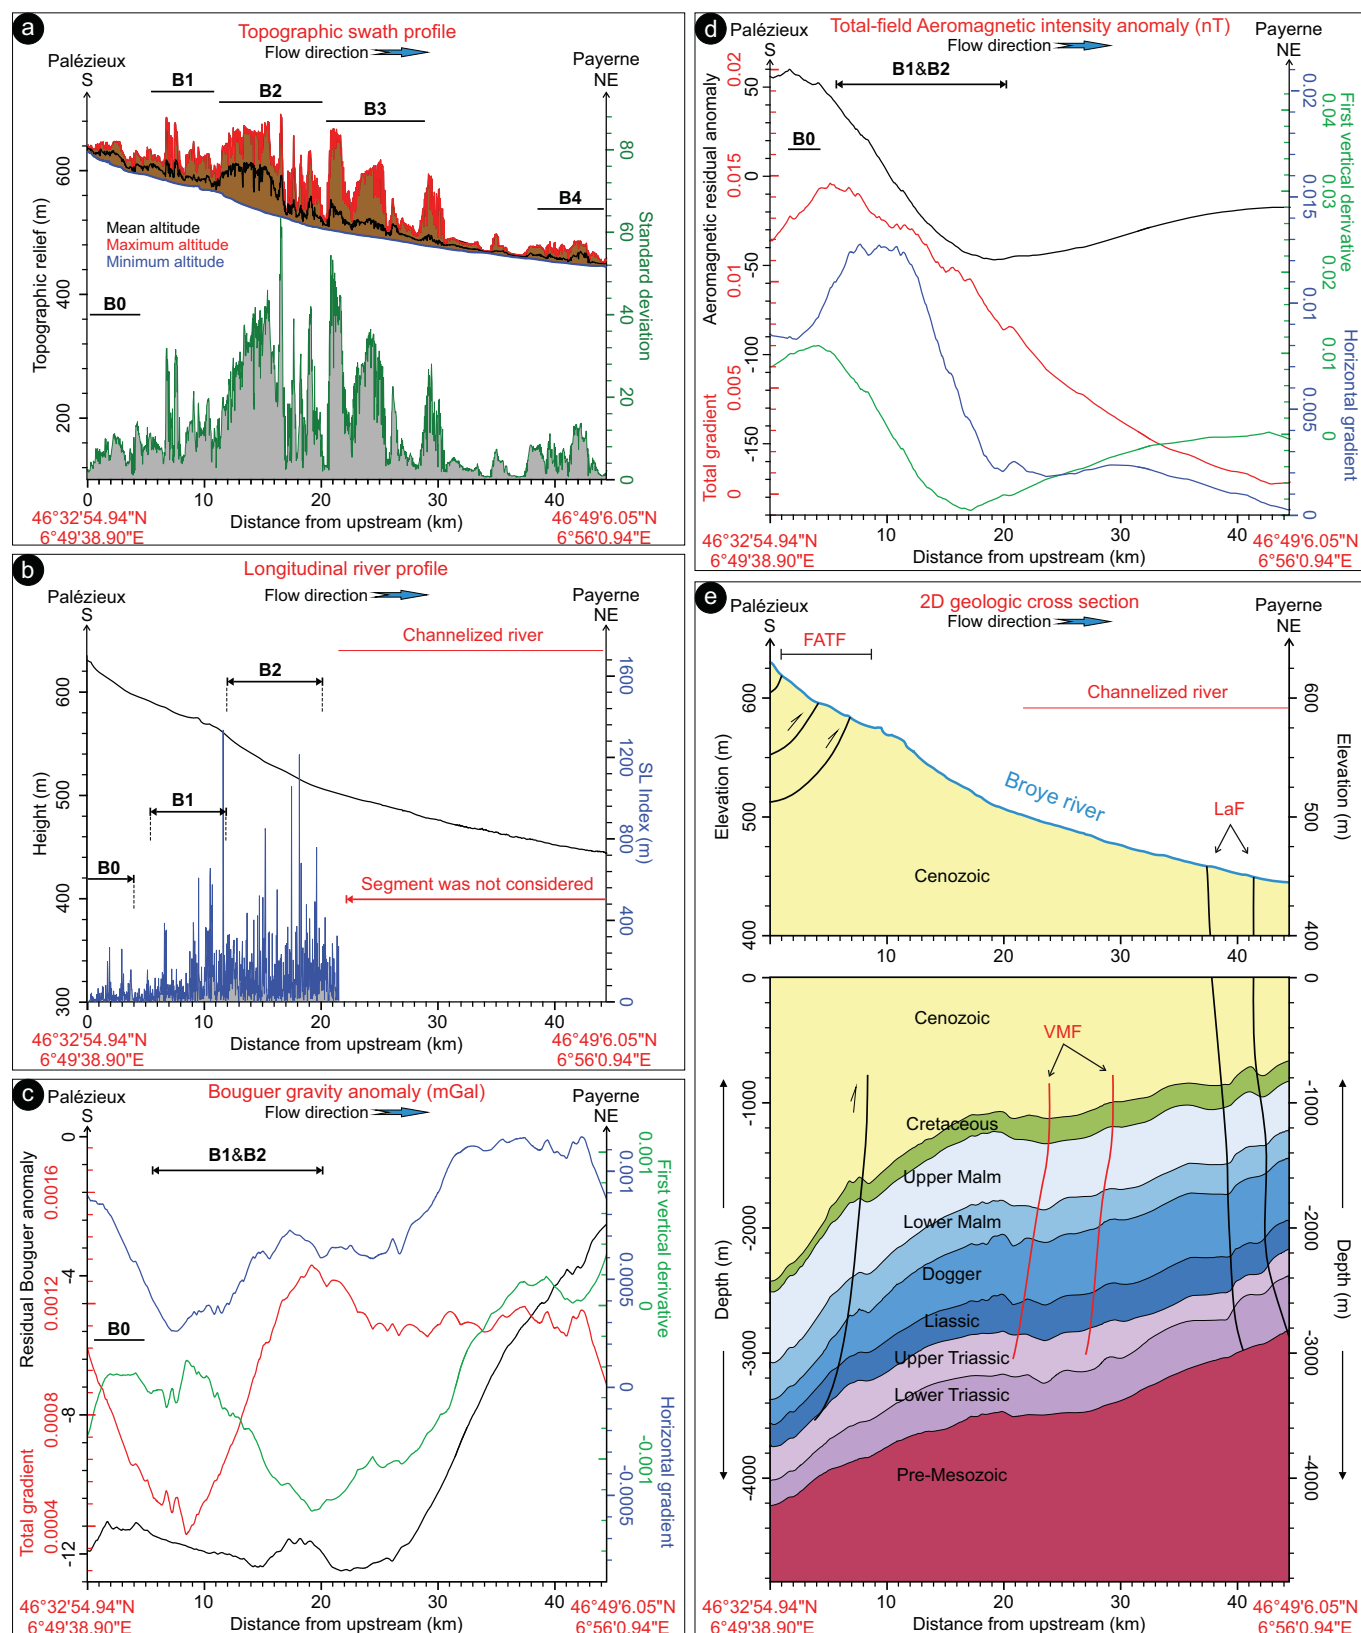 a
Topographic swath profile
Flow direction
Palézieux
S
Payerne
NE
B1
B2
B3
B4
B0
Mean altitude
Maximum altitude
Minimum altitude
Topographic relief (m)
600
400
200
Standard deviation
80
60
40
20
0
0 10 20 30 40
Distance from upstream (km)
46°32'54.94"N
6°49'38.90"E
46°49'6.05"N
6°56'0.94"E
b
Longitudinal river profile
Flow direction
Palézieux
S
Payerne
NE
Channelized river
B2
B1
B0
Segment was not considered
Height (m)
600
500
400
300
SL Index (m)
1600
1200
800
400
0
0 10 20 30 40
Distance from upstream (km)
46°32'54.94"N
6°49'38.90"E
46°49'6.05"N
6°56'0.94"E
c
Bouguer gravity anomaly (mGal)
Flow direction
Palézieux
S
Payerne
NE
B1&B2
B0
Residual Bouguer anomaly
0
-4
-8
-12
Total gradient
0.0016
0.0012
0.0008
0.0004
First vertical derivative
0.001
0
-0.001
Horizontal gradient
0.001
0.0005
0
-0.0005
0 10 20 30 40
Distance from upstream (km)
46°32'54.94"N
6°49'38.90"E
46°49'6.05"N
6°56'0.94"E
d
Total-field Aeromagnetic intensity anomaly (nT)
Flow direction
Palézieux
S
Payerne
NE
B1&B2
B0
Aeromagnetic residual anomaly
50
0
-50
-100
-150
Total gradient
0.02
0.015
0.01
0.005
0
First vertical derivative
0.04
0.03
0.02
0.01
0
Horizontal gradient
0.02
0.015
0.01
0.005
0
0 10 20 30 40
Distance from upstream (km)
46°32'54.94"N
6°49'38.90"E
46°49'6.05"N
6°56'0.94"E
e
2D geologic cross section
Flow direction
Palézieux
S
Payerne
NE
FATF
Channelized river
Broye river
LaF
Cenozoic
Elevation (m)
600
500
400
Elevation (m)
600
500
400
0 10 20 30 40
Cenozoic
VMF
Cretaceous
Upper Malm
Lower Malm
Dogger
Liassic
Upper Triassic
Lower Triassic
Pre-Mesozoic
Depth (m)
0
-1000
-2000
-3000
-4000
Depth (m)
0
-1000
-2000
-3000
-4000
0 10 20 30 40
Distance from upstream (km)
46°32'54.94"N
6°49'38.90"E
46°49'6.05"N
6°56'0.94"E